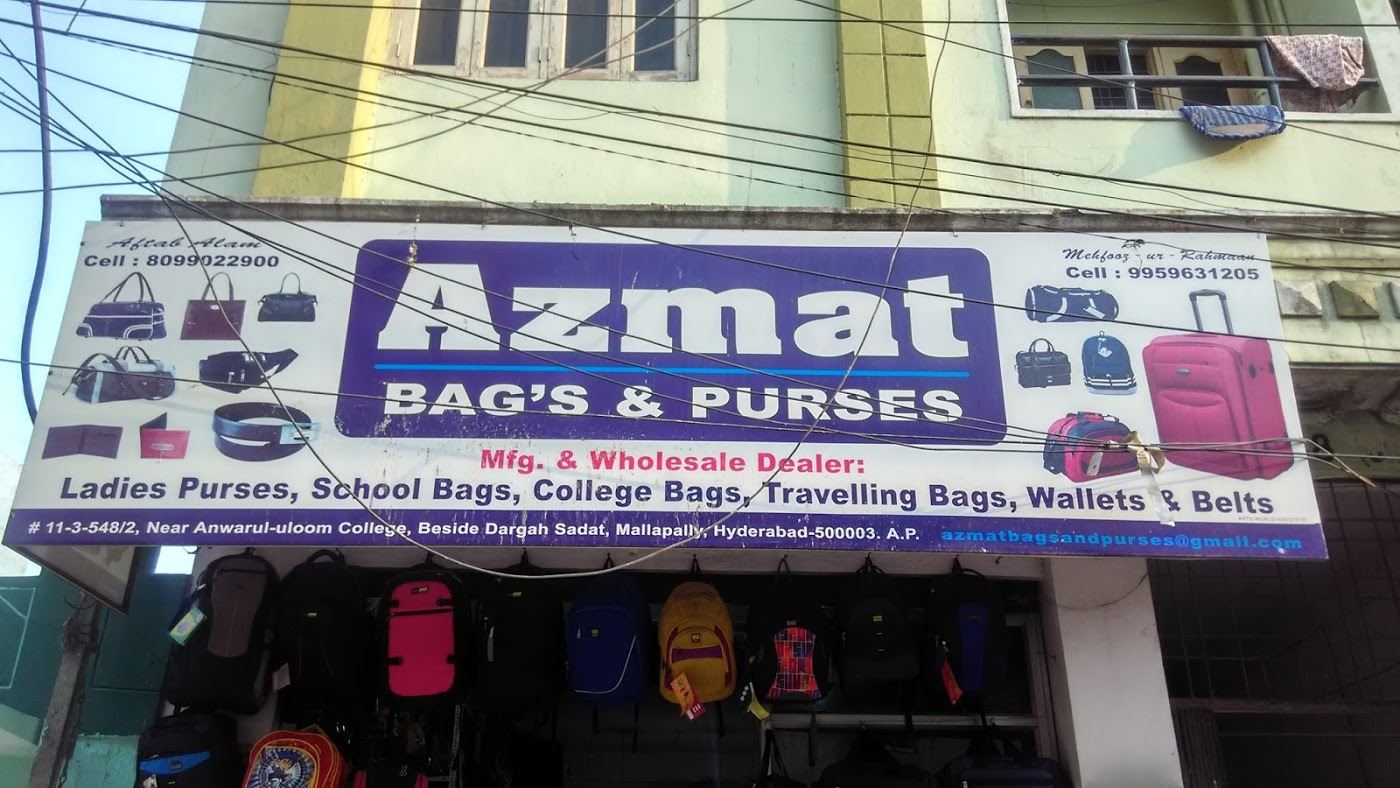 Aftab Alam
Cell : 8099022900
Mehfooz - ur - Rahmaan
Cell : 9959631205
Azmat
BAG'S & PURSES
Mfg. & Wholesale Dealer:
Ladies Purses, School Bags, College Bags, Travelling Bags, Wallets & Belts
# 11-3-548/2, Near Anwarul-uloom College, Beside Dargah Sadat, Mallapally, Hyderabad-500003. A.P.
azmatbagsandpurses@gmail.com